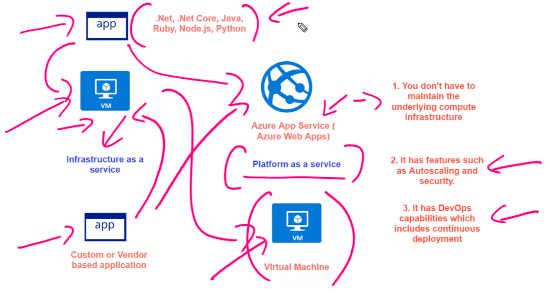 app
.Net, .Net Core, Java,
Ruby, Node.js, Python
VM
Infrastructure as a
service
app
Custom or Vendor
based application
Azure App Service (
Azure Web Apps)
Platform as a service
VM
Virtual Machine
1. You don't have to
maintain the
underlying compute
infrastructure
2. It has features such
as Autoscaling and
security.
3. It has DevOps
capabilities which
includes continuous
deployment